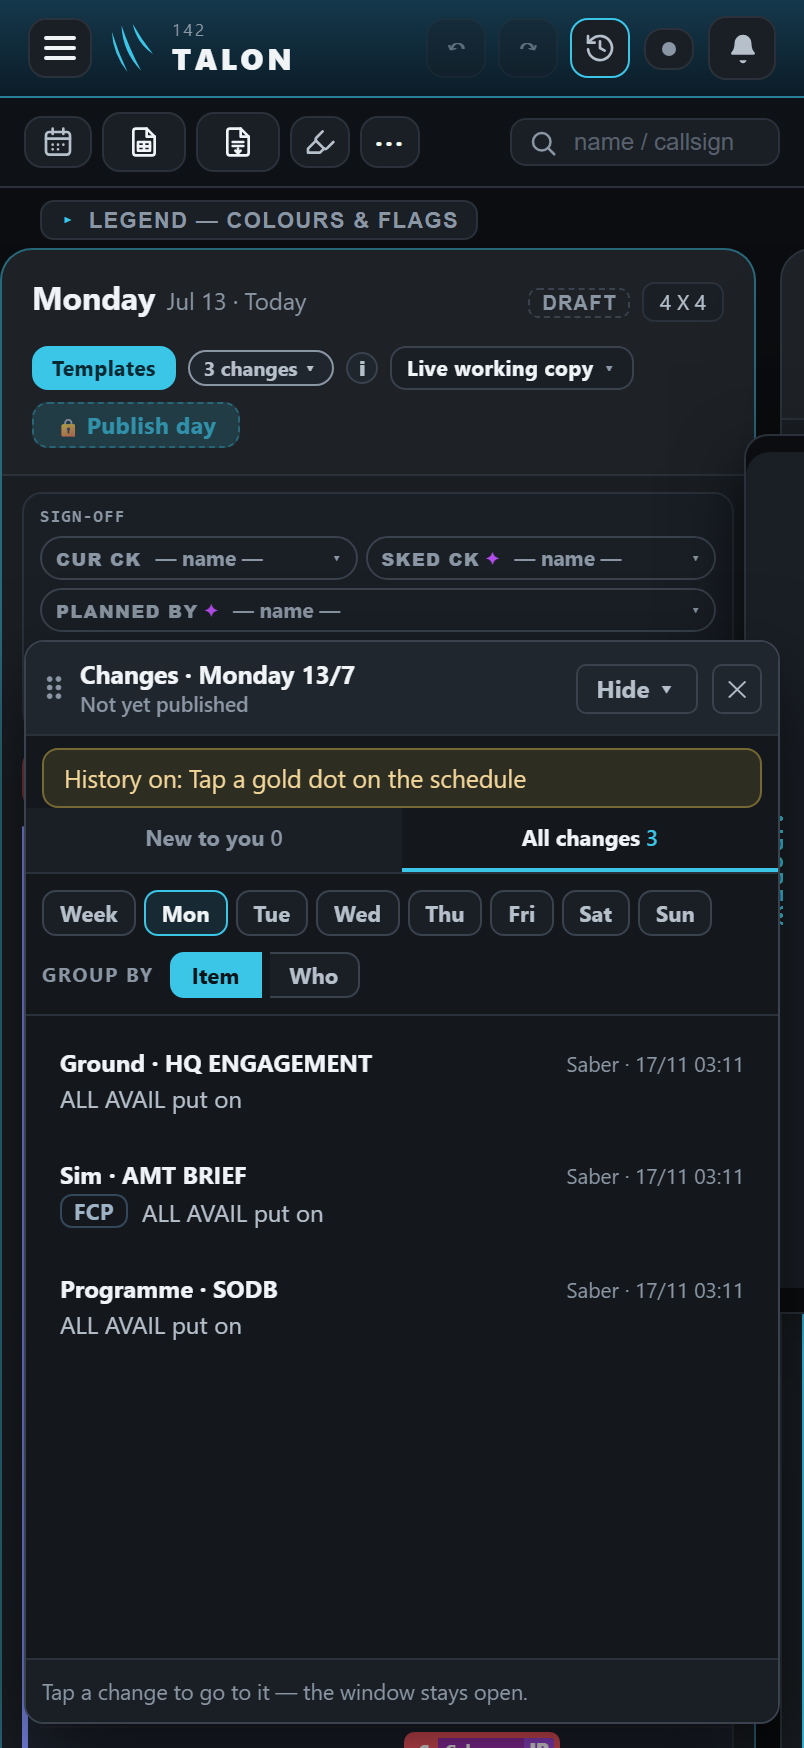 142
TALON
name / callsign
LEGEND — COLOURS & FLAGS
Monday Jul 13 · Today
DRAFT
4 X 4
Templates
3 changes
i
Live working copy
Publish day
SIGN-OFF
CUR CK — name —
SKED CK — name —
PLANNED BY — name —
Changes · Monday 13/7
Not yet published
Hide
History on: Tap a gold dot on the schedule
New to you 0
All changes 3
Week Mon Tue Wed Thu Fri Sat Sun
GROUP BY Item Who
Ground · HQ ENGAGEMENT Saber · 17/11 03:11
ALL AVAIL put on
Sim · AMT BRIEF Saber · 17/11 03:11
FCP ALL AVAIL put on
Programme · SODB Saber · 17/11 03:11
ALL AVAIL put on
Tap a change to go to it — the window stays open.